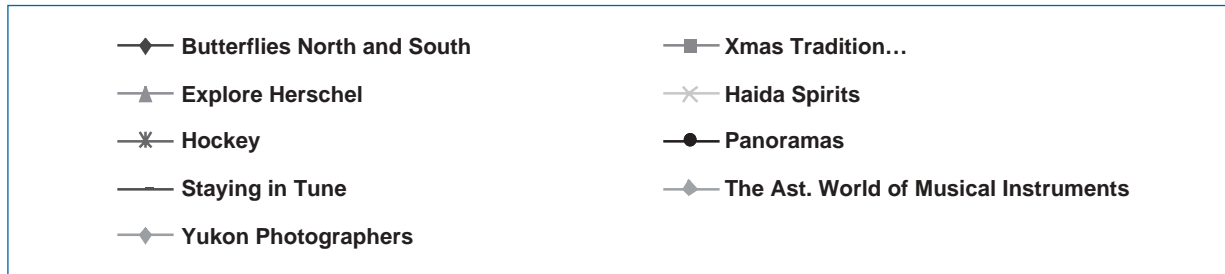 Butterflies North and South
Xmas Tradition…
Explore Herschel
Haida Spirits
Hockey
Panoramas
Staying in Tune
The Ast. World of Musical Instruments
Yukon Photographers